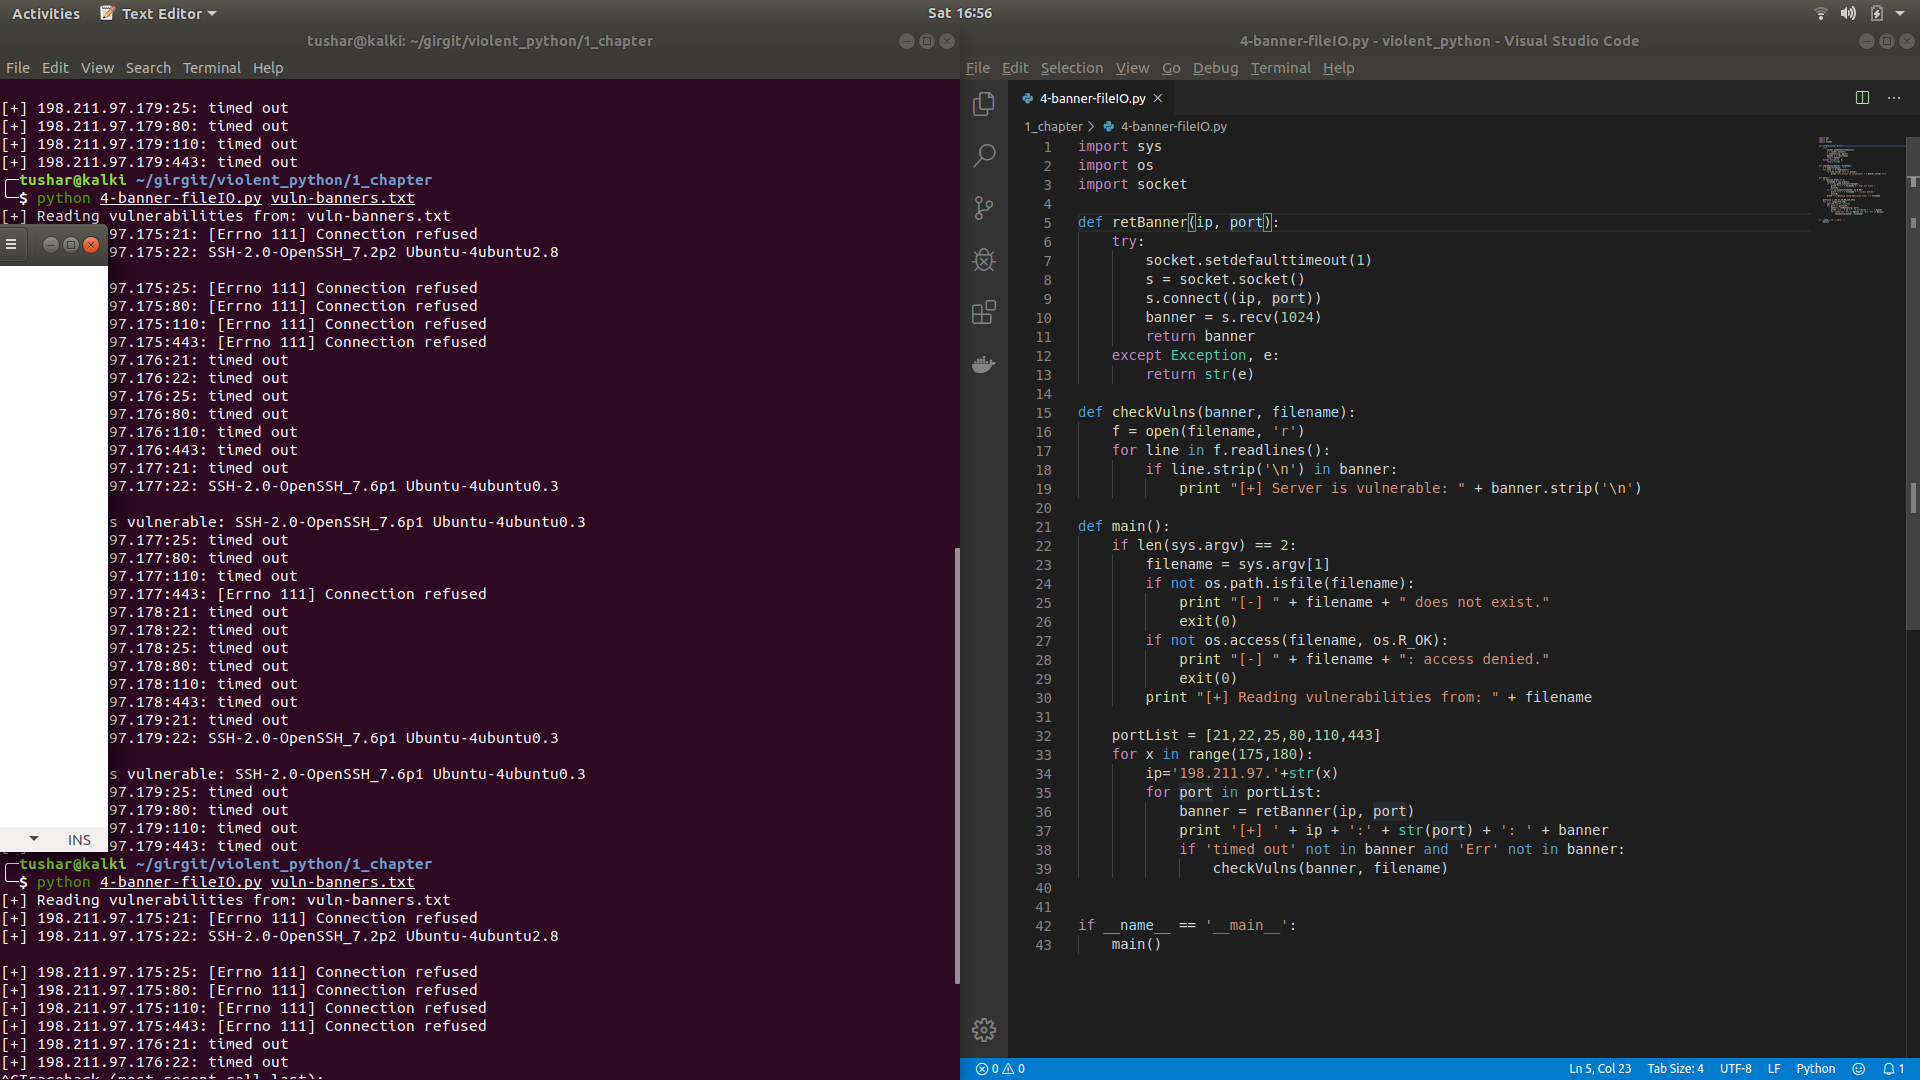 Activities Text Editor Sat 16:56
tushar@kalki: ~/girgit/violent_python/1_chapter
File Edit View Search Terminal Help
[+] 198.211.97.179:25: timed out
[+] 198.211.97.179:80: timed out
[+] 198.211.97.179:110: timed out
[+] 198.211.97.179:443: timed out
tushar@kalki ~/girgit/violent_python/1_chapter
$ python 4-banner-fileIO.py vuln-banners.txt
[+] Reading vulnerabilities from: vuln-banners.txt
97.175:21: [Errno 111] Connection refused
97.175:22: SSH-2.0-OpenSSH_7.2p2 Ubuntu-4ubuntu2.8
97.175:25: [Errno 111] Connection refused
97.175:80: [Errno 111] Connection refused
97.175:110: [Errno 111] Connection refused
97.175:443: [Errno 111] Connection refused
97.176:21: timed out
97.176:22: timed out
97.176:25: timed out
97.176:80: timed out
97.176:110: timed out
97.176:443: timed out
97.177:21: timed out
97.177:22: SSH-2.0-OpenSSH_7.6p1 Ubuntu-4ubuntu0.3
s vulnerable: SSH-2.0-OpenSSH_7.6p1 Ubuntu-4ubuntu0.3
97.177:25: timed out
97.177:80: timed out
97.177:110: timed out
97.177:443: [Errno 111] Connection refused
97.178:21: timed out
97.178:22: timed out
97.178:25: timed out
97.178:80: timed out
97.178:110: timed out
97.178:443: timed out
97.179:21: timed out
97.179:22: SSH-2.0-OpenSSH_7.6p1 Ubuntu-4ubuntu0.3
s vulnerable: SSH-2.0-OpenSSH_7.6p1 Ubuntu-4ubuntu0.3
97.179:25: timed out
97.179:80: timed out
97.179:110: timed out
97.179:443: timed out
INS
tushar@kalki ~/girgit/violent_python/1_chapter
$ python 4-banner-fileIO.py vuln-banners.txt
[+] Reading vulnerabilities from: vuln-banners.txt
[+] 198.211.97.175:21: [Errno 111] Connection refused
[+] 198.211.97.175:22: SSH-2.0-OpenSSH_7.2p2 Ubuntu-4ubuntu2.8
[+] 198.211.97.175:25: [Errno 111] Connection refused
[+] 198.211.97.175:80: [Errno 111] Connection refused
[+] 198.211.97.175:110: [Errno 111] Connection refused
[+] 198.211.97.175:443: [Errno 111] Connection refused
[+] 198.211.97.176:21: timed out
[+] 198.211.97.176:22: timed out
^CTraceback (most recent call last):
4-banner-fileIO.py - violent_python - Visual Studio Code
File Edit Selection View Go Debug Terminal Help
4-banner-fileIO.py
1_chapter > 4-banner-fileIO.py
1 import sys
2 import os
3 import socket
4
5 def retBanner(ip, port):
6 try:
7 socket.setdefaulttimeout(1)
8 s = socket.socket()
9 s.connect((ip, port))
10 banner = s.recv(1024)
11 return banner
12 except Exception, e:
13 return str(e)
14
15 def checkVulns(banner, filename):
16 f = open(filename, 'r')
17 for line in f.readlines():
18 if line.strip('\n') in banner:
19 print "[+] Server is vulnerable: " + banner.strip('\n')
20
21 def main():
22 if len(sys.argv) == 2:
23 filename = sys.argv[1]
24 if not os.path.isfile(filename):
25 print "[-] " + filename + " does not exist."
26 exit(0)
27 if not os.access(filename, os.R_OK):
28 print "[-] " + filename + ": access denied."
29 exit(0)
30 print "[+] Reading vulnerabilities from: " + filename
31
32 portList = [21,22,25,80,110,443]
33 for x in range(175,180):
34 ip='198.211.97.'+str(x)
35 for port in portList:
36 banner = retBanner(ip, port)
37 print '[+] ' + ip + ':' + str(port) + ': ' + banner
38 if 'timed out' not in banner and 'Err' not in banner:
39 checkVulns(banner, filename)
40
41
42 if __name__ == '__main__':
43 main()
0 0 Ln 5, Col 23 Tab Size: 4 UTF-8 LF Python 1